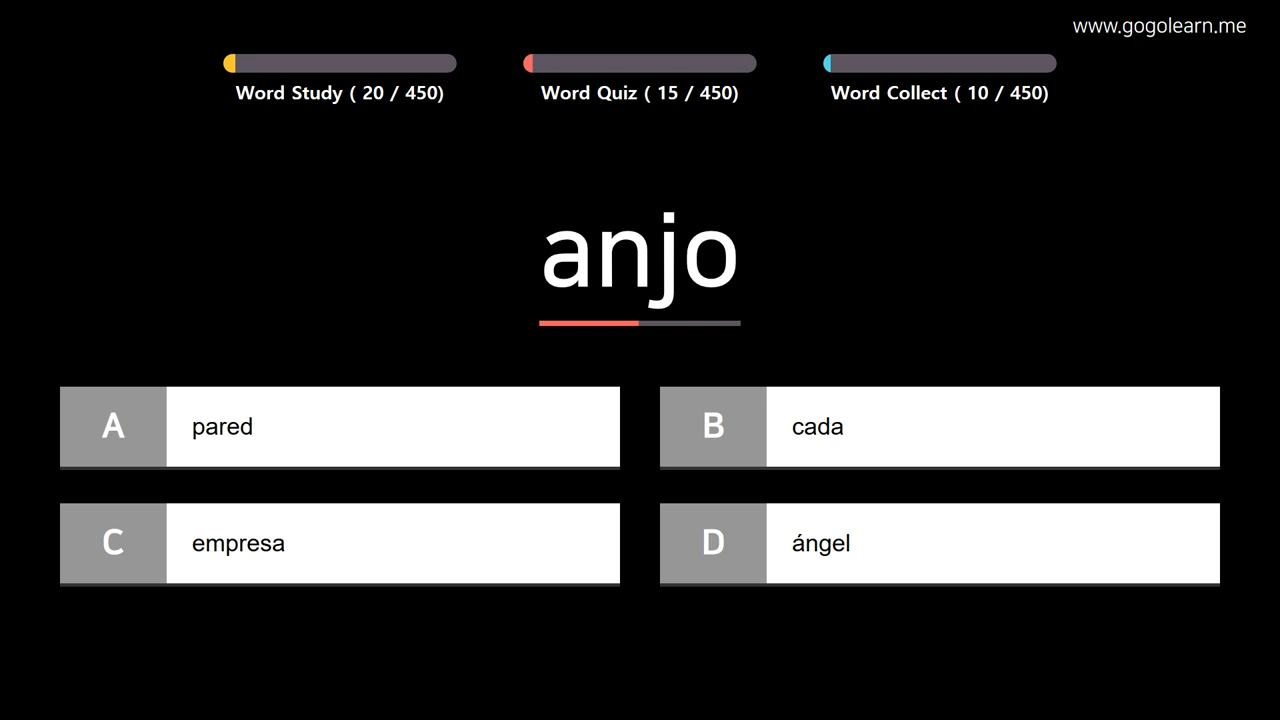 www.gogolearn.me
Word Study ( 20 / 450)
Word Quiz ( 15 / 450)
Word Collect ( 10 / 450)
anjo
A pared
B cada
C empresa
D ángel